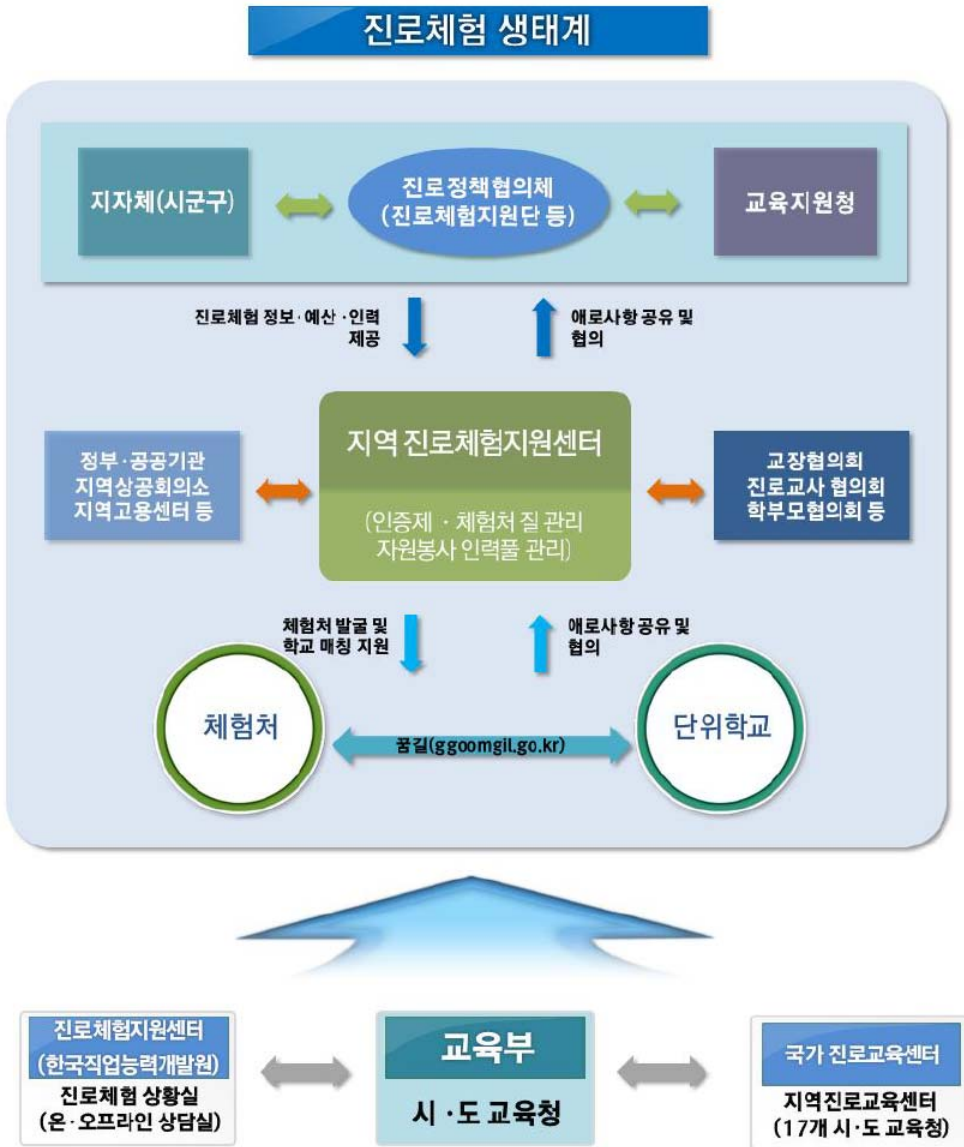 진로체험 생태계
지자체(시군구)
진로정책협의체
(진로체험지원단 등)
교육지원청
진로체험 정보·예산·인력
제공
애로사항 공유 및
협의
정부·공공기관
지역상공회의소
지역고용센터 등
지역 진로체험지원센터
(인증제 · 체험처 질 관리
자원봉사 인력풀 관리)
교장협의회
진로교사 협의회
학부모협의회 등
체험처 발굴 및
학교 매칭 지원
애로사항 공유 및
협의
체험처
꿈길(ggoomgil.go.kr)
단위학교
진로체험지원센터
(한국직업능력개발원)
진로체험 상황실
(온·오프라인 상담실)
교육부
시·도 교육청
국가 진로교육센터
지역진로교육센터
(17개 시·도 교육청)